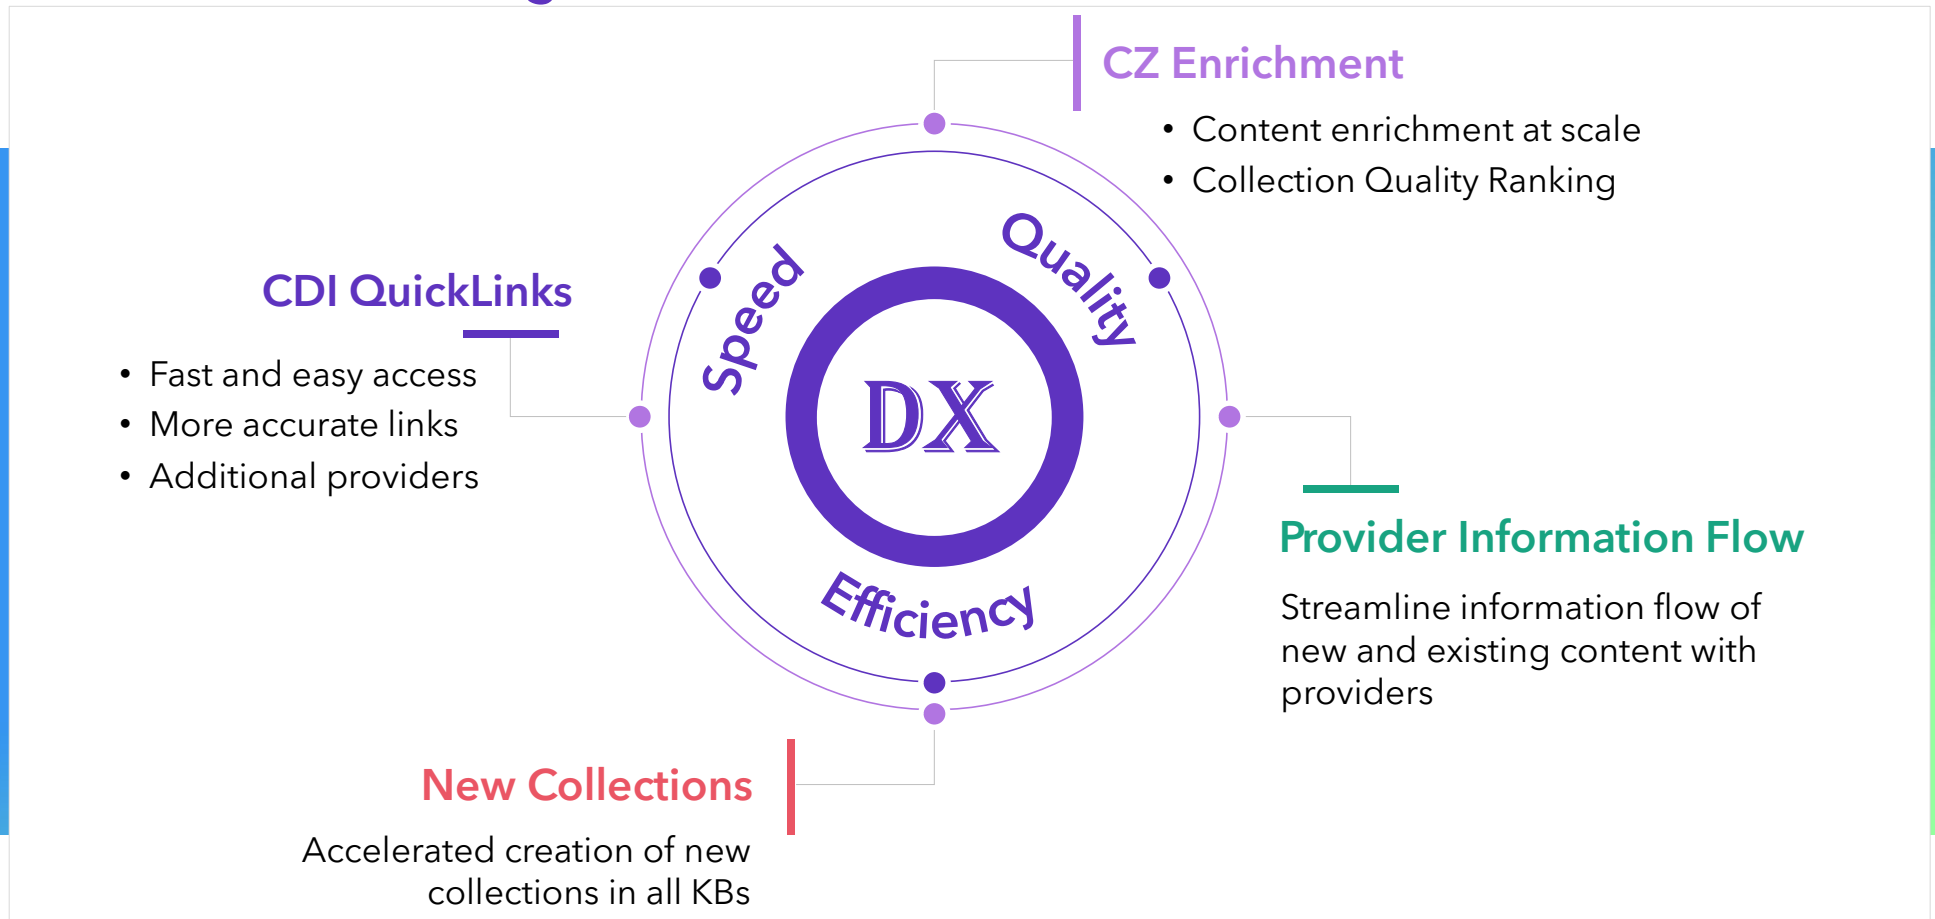 CZ Enrichment
• Content enrichment at scale
• Collection Quality Ranking
CDI QuickLinks
• Fast and easy access
• More accurate links
• Additional providers
Speed
Quality
DX
Efficiency
Provider Information Flow
Streamline information flow of
new and existing content with
providers
New Collections
Accelerated creation of new
collections in all KBs